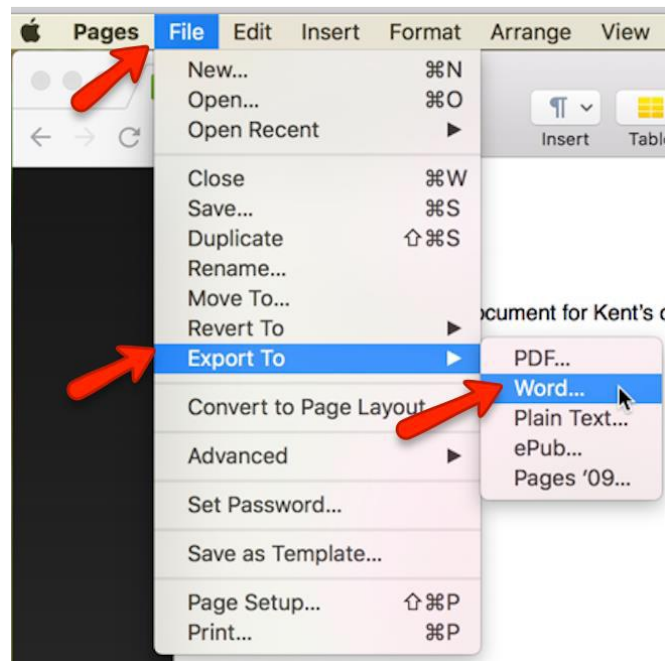 Pages File Edit Insert Format Arrange View
New... ⌘N
Open... ⌘O
Open Recent ▶
Insert
Close ⌘W
Save... ⌘S
Duplicate ⇧⌘S
Rename...
Move To...
Revert To ▶
for Kent's
Export To ▶
PDF...
Word...
Plain Text...
ePub...
Pages '09...
Convert to Page Layout
Advanced ▶
Set Password...
Save as Template...
Page Setup... ⇧⌘P
Print... ⌘P